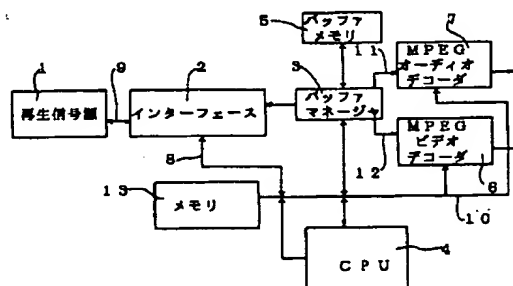 5
バッファ
メモリ
7
11
MPEG
オーディオ
デコーダ
1
9
2
3
再生信号源
インターフェース
バッファ
マネージャ
MPEG
ビデオ
デコーダ
8
12
6
13
メモリ
10
4
CPU